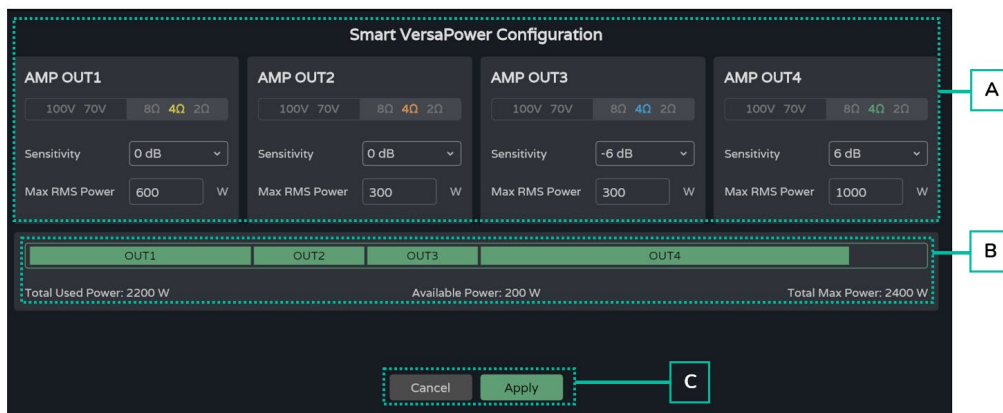 Smart VersaPower Configuration
AMP OUT1 AMP OUT2 AMP OUT3 AMP OUT4
100V 70V 8Ω 4Ω 2Ω 100V 70V 8Ω 4Ω 2Ω 100V 70V 8Ω 4Ω 2Ω 100V 70V 8Ω 4Ω 2Ω
A
Sensitivity 0 dB Sensitivity 0 dB Sensitivity -6 dB Sensitivity 6 dB
Max RMS Power 600 W Max RMS Power 300 W Max RMS Power 300 W Max RMS Power 1000 W
OUT1 OUT2 OUT3 OUT4
B
Total Used Power: 2200 W Available Power: 200 W Total Max Power: 2400 W
Cancel Apply C